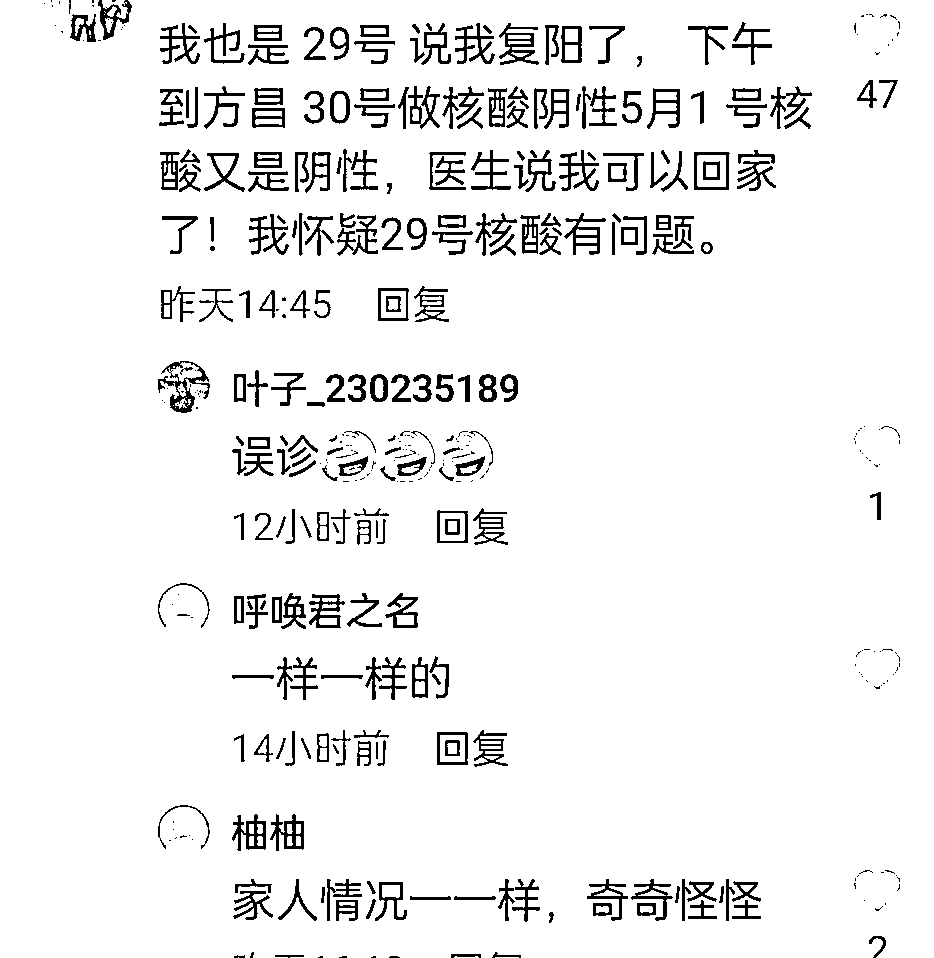 我也是 29号 说我复阳了， 下午
到方昌 30号做核酸阴性5月1 号核
酸又是阴性，医生说我可以回家
了！我怀疑29号核酸有问题。
47
昨天14:45 回复
叶子_230235189
误诊😂😂😂
1
12小时前 回复
呼唤君之名
一样一样的
14小时前 回复
柚柚
家人情况一一样，奇奇怪怪
2